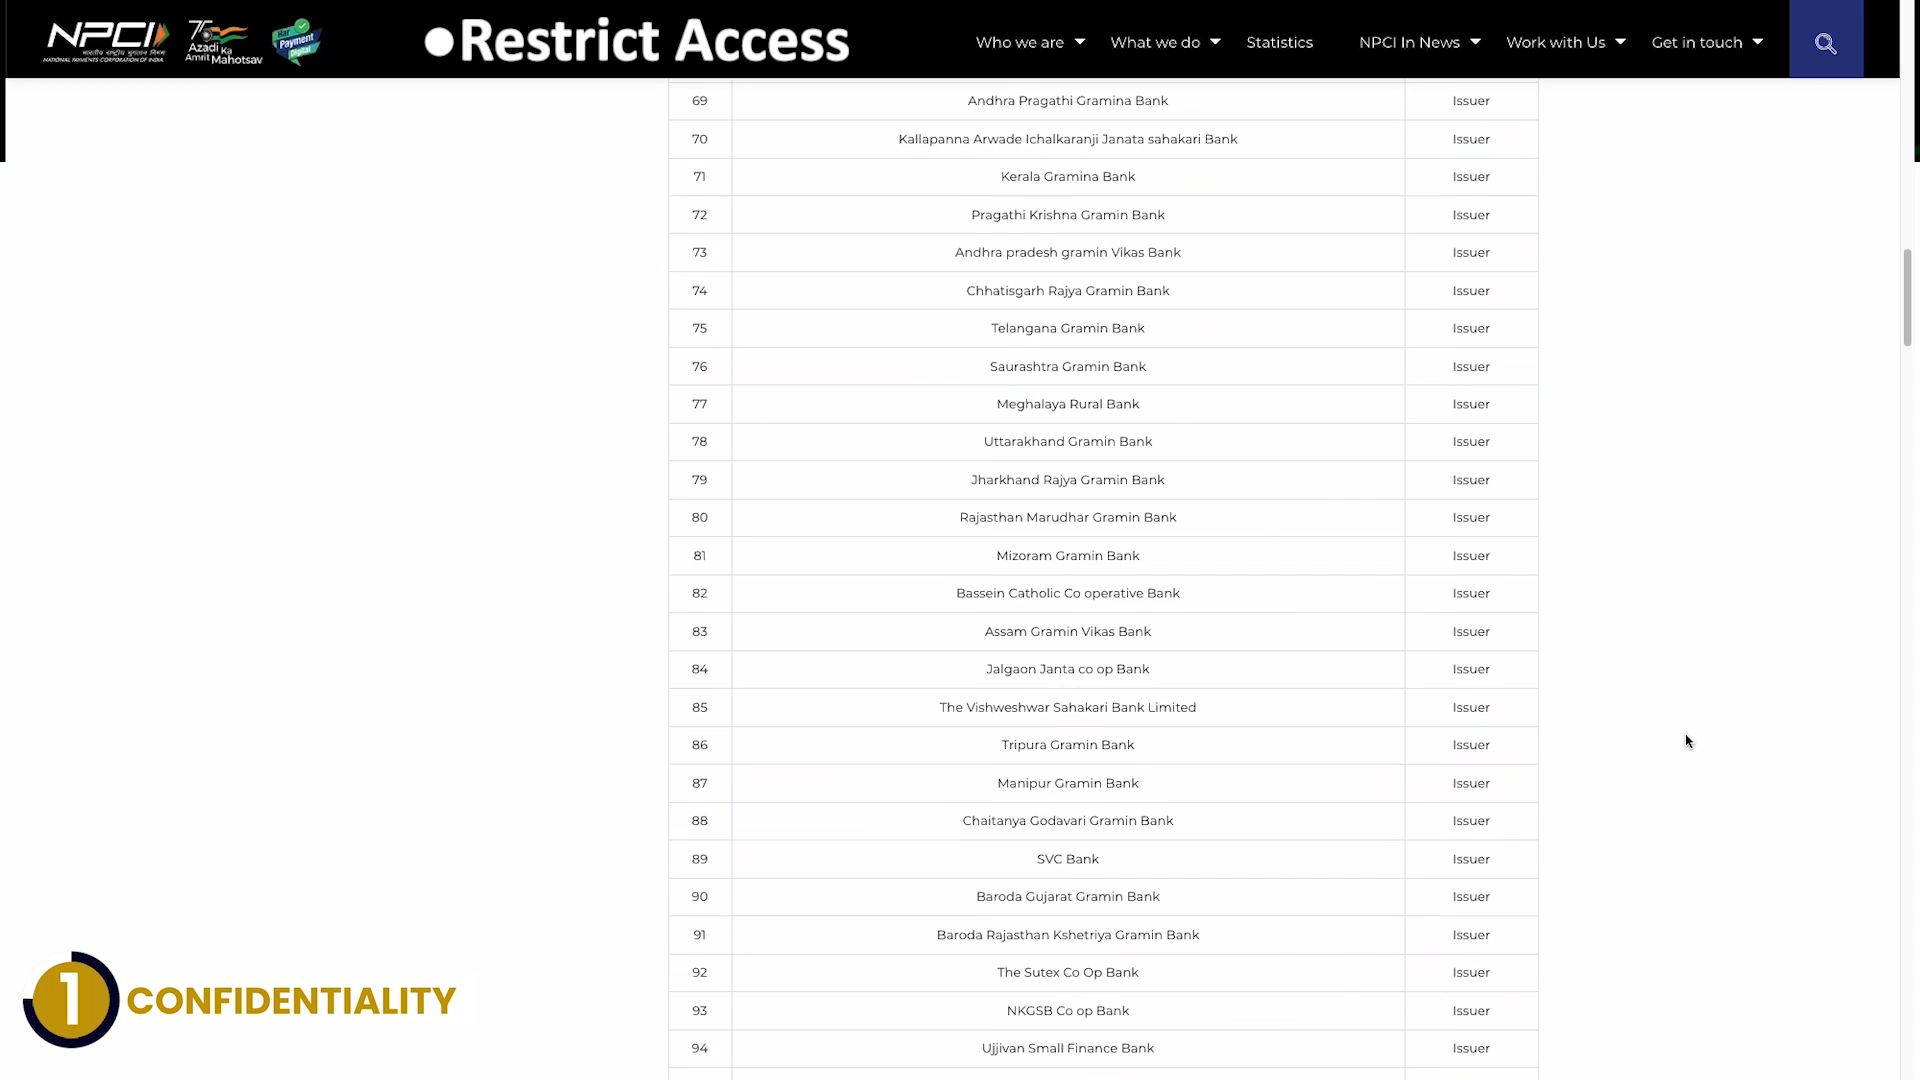 NPCI
NATIONAL PAYMENTS CORPORATION OF INDIA
75
Azadi Ka
Amrit Mahotsav
Har
Payment
Digital
●Restrict Access
Who we are
What we do
Statistics
NPCI In News
Work with Us
Get in touch
69 Andhra Pragathi Gramina Bank Issuer
70 Kallapanna Arwade Ichalkaranji Janata sahakari Bank Issuer
71 Kerala Gramina Bank Issuer
72 Pragathi Krishna Gramin Bank Issuer
73 Andhra pradesh gramin Vikas Bank Issuer
74 Chhatisgarh Rajya Gramin Bank Issuer
75 Telangana Gramin Bank Issuer
76 Saurashtra Gramin Bank Issuer
77 Meghalaya Rural Bank Issuer
78 Uttarakhand Gramin Bank Issuer
79 Jharkhand Rajya Gramin Bank Issuer
80 Rajasthan Marudhar Gramin Bank Issuer
81 Mizoram Gramin Bank Issuer
82 Bassein Catholic Co operative Bank Issuer
83 Assam Gramin Vikas Bank Issuer
84 Jalgaon Janta co op Bank Issuer
85 The Vishweshwar Sahakari Bank Limited Issuer
86 Tripura Gramin Bank Issuer
87 Manipur Gramin Bank Issuer
88 Chaitanya Godavari Gramin Bank Issuer
89 SVC Bank Issuer
90 Baroda Gujarat Gramin Bank Issuer
91 Baroda Rajasthan Kshetriya Gramin Bank Issuer
92 The Sutex Co Op Bank Issuer
93 NKGSB Co op Bank Issuer
94 Ujjivan Small Finance Bank Issuer
1 CONFIDENTIALITY